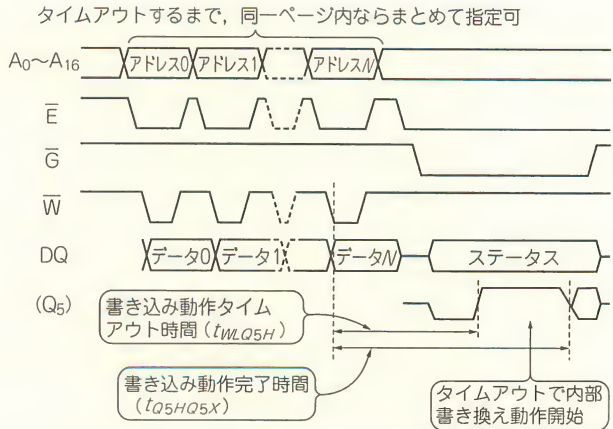 タイムアウトするまで，同一ページ内ならまとめて指定可
A0〜A16
アドレス0
アドレス1
アドレスN
E
G
W
DQ
データ0
データ1
データN
ステータス
(Q5)
書き込み動作タイム
アウト時間(tWLQ5H)
書き込み動作完了時間
(tQ5HQ5X)
タイムアウトで内部
書き換え動作開始